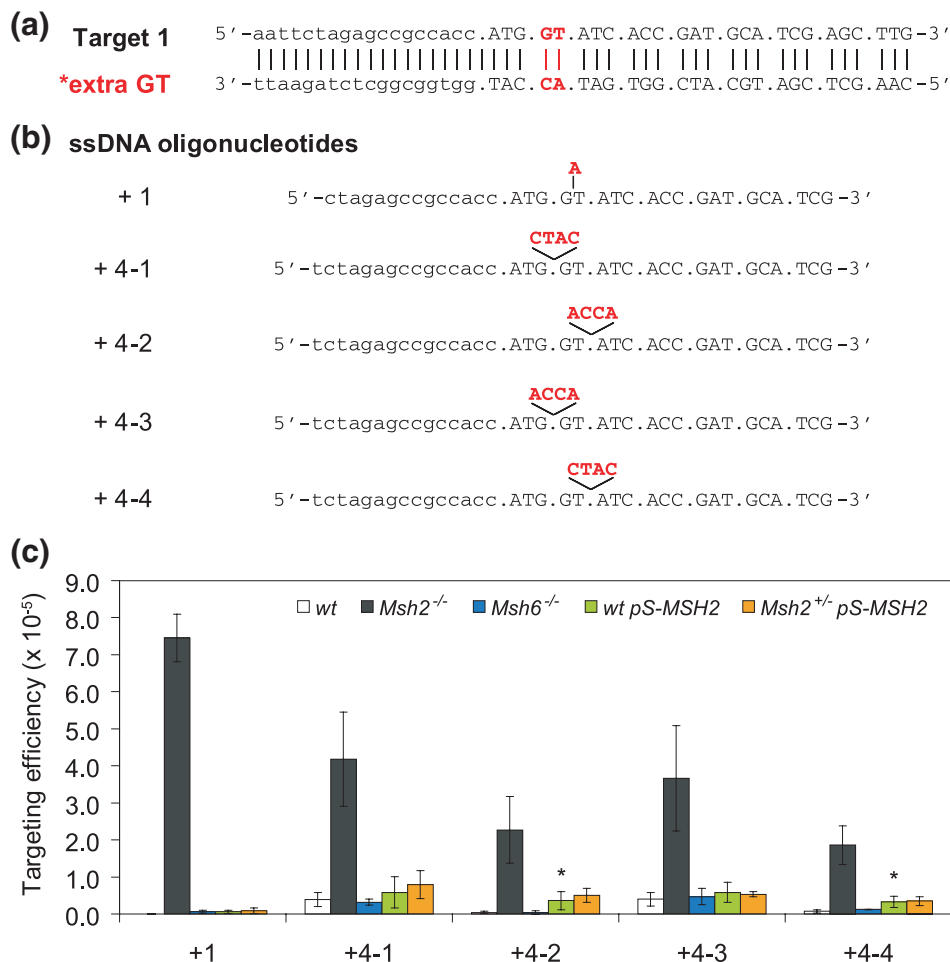 (a)
Target 1 5′-aattctagagccgccacc.ATG.GT.ATC.ACC.GAT.GCA.TCG.AGC.TTG-3′
*extra GT 3′-ttaagatctcggcggtgg.TAC.CA.TAG.TGG.CTA.CGT.AGC.TCG.AAC-5′
(b) ssDNA oligonucleotides
A
+ 1 5′-ctagagccgccacc.ATG.GT.ATC.ACC.GAT.GCA.TCG-3′
CTAC
+ 4-1 5′-tctagagccgccacc.ATG.GT.ATC.ACC.GAT.GCA.TCG-3′
ACCA
+ 4-2 5′-tctagagccgccacc.ATG.GT.ATC.ACC.GAT.GCA.TCG-3′
ACCA
+ 4-3 5′-tctagagccgccacc.ATG.GT.ATC.ACC.GAT.GCA.TCG-3′
CTAC
+ 4-4 5′-tctagagccgccacc.ATG.GT.ATC.ACC.GAT.GCA.TCG-3′
(c)
Targeting efficiency (x 10-5)
9.0
8.0
7.0
6.0
5.0
4.0
3.0
2.0
1.0
0.0
wt Msh2-/- Msh6-/- wt pS-MSH2 Msh2+/- pS-MSH2
* *
+1 +4-1 +4-2 +4-3 +4-4